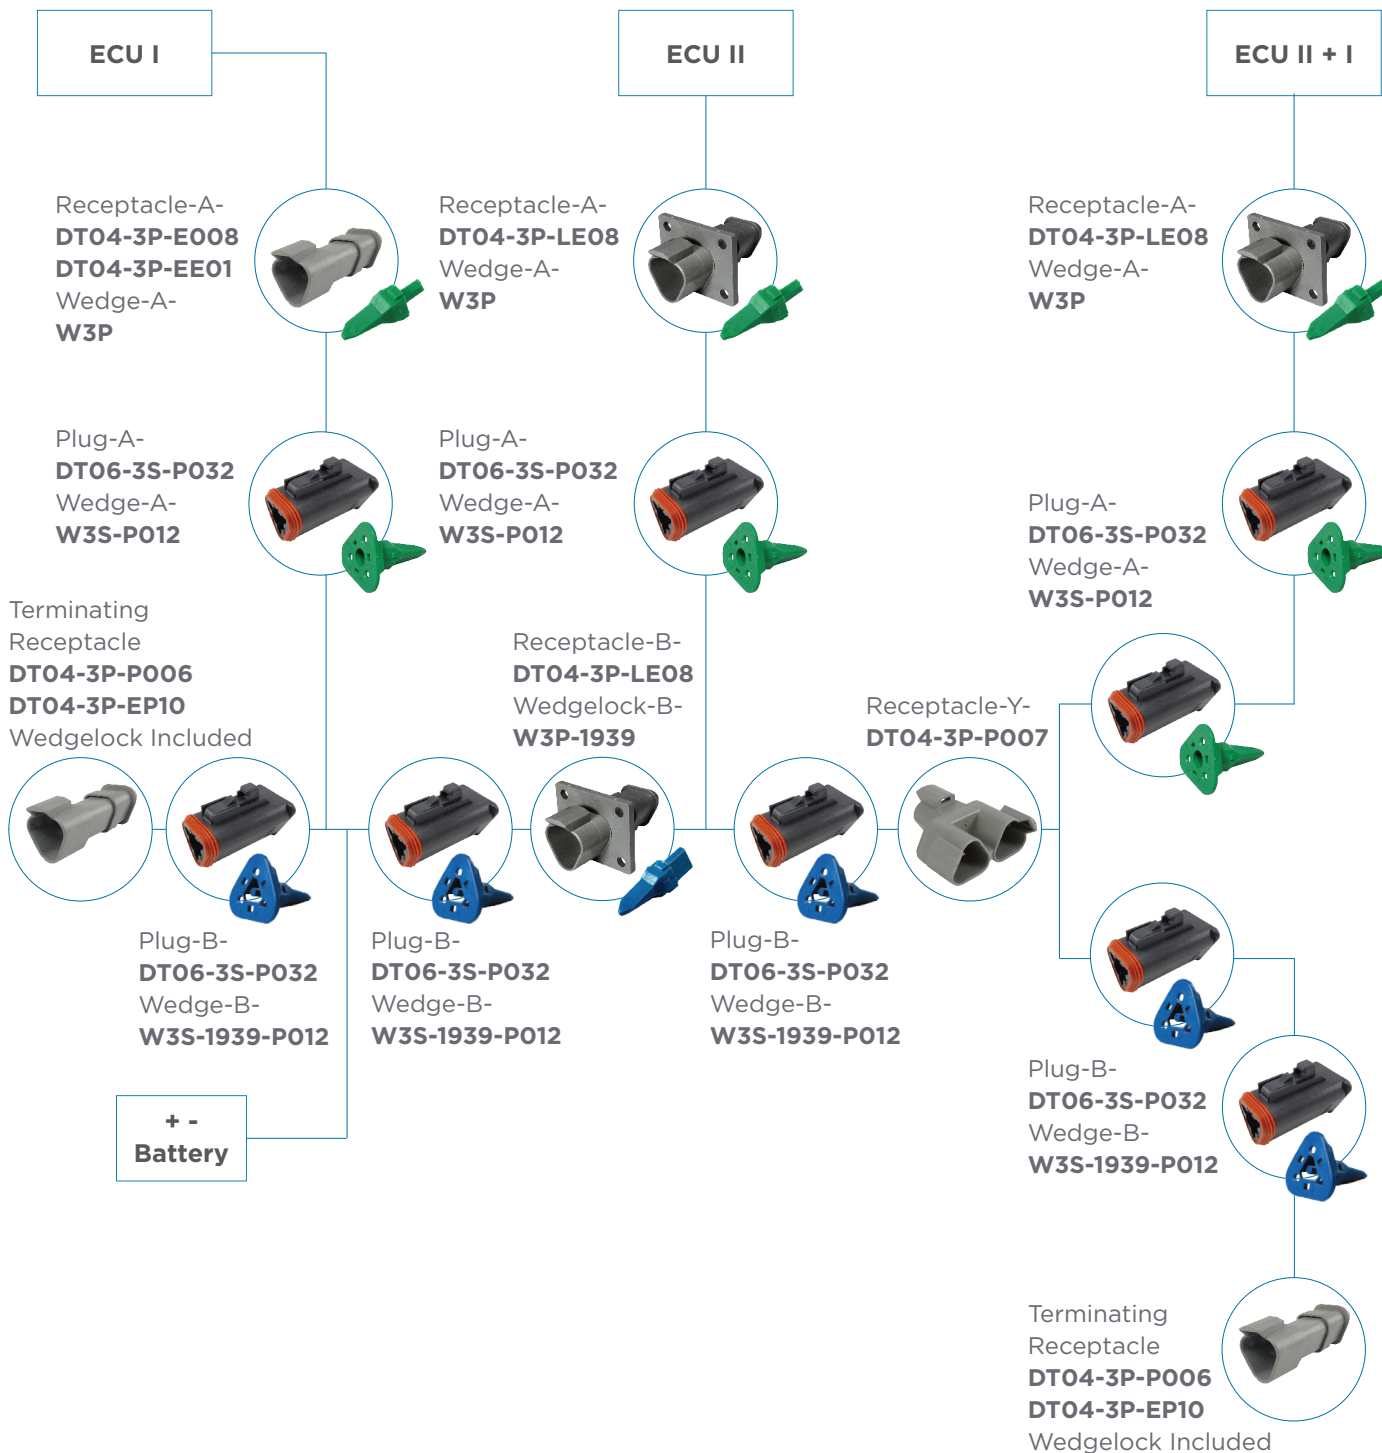 ECU I
ECU II
ECU II + I
Receptacle-A-
DT04-3P-E008
DT04-3P-EE01
Wedge-A-
W3P
Receptacle-A-
DT04-3P-LE08
Wedge-A-
W3P
Receptacle-A-
DT04-3P-LE08
Wedge-A-
W3P
Plug-A-
DT06-3S-P032
Wedge-A-
W3S-P012
Plug-A-
DT06-3S-P032
Wedge-A-
W3S-P012
Plug-A-
DT06-3S-P032
Wedge-A-
W3S-P012
Terminating
Receptacle
DT04-3P-P006
DT04-3P-EP10
Wedgelock Included
Receptacle-B-
DT04-3P-LE08
Wedgelock-B-
W3P-1939
Receptacle-Y-
DT04-3P-P007
Plug-B-
DT06-3S-P032
Wedge-B-
W3S-1939-P012
Plug-B-
DT06-3S-P032
Wedge-B-
W3S-1939-P012
Plug-B-
DT06-3S-P032
Wedge-B-
W3S-1939-P012
Plug-B-
DT06-3S-P032
Wedge-B-
W3S-1939-P012
+ -
Battery
Terminating
Receptacle
DT04-3P-P006
DT04-3P-EP10
Wedgelock Included